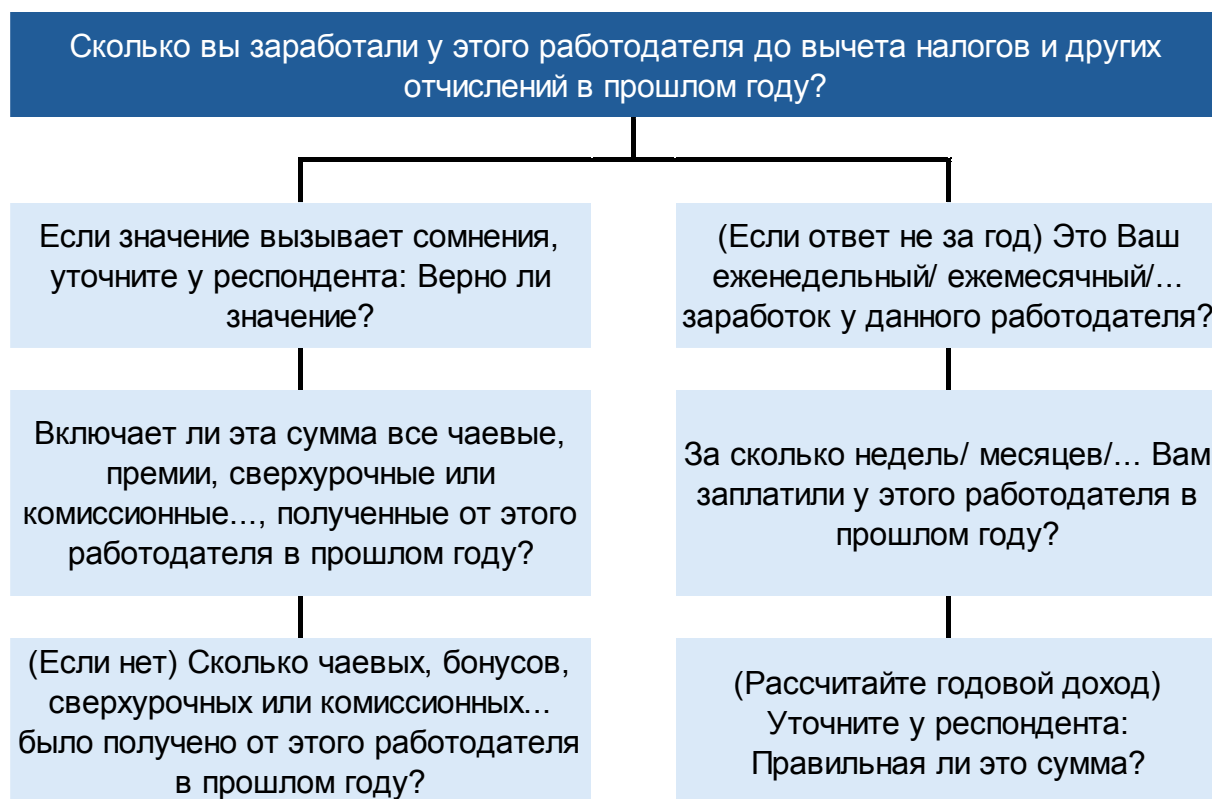 Сколько вы заработали у этого работодателя до вычета налогов и других
отчислений в прошлом году?
Если значение вызывает сомнения,
уточните у респондента: Верно ли
значение?
Включает ли эта сумма все чаевые,
премии, сверхурочные или
комиссионные..., полученные от этого
работодателя в прошлом году?
(Если нет) Сколько чаевых, бонусов,
сверхурочных или комиссионных...
было получено от этого работодателя
в прошлом году?
(Если ответ не за год) Это Ваш
еженедельный/ ежемесячный/...
заработок у данного работодателя?
За сколько недель/ месяцев/... Вам
заплатили у этого работодателя в
прошлом году?
(Рассчитайте годовой доход)
Уточните у респондента:
Правильная ли это сумма?